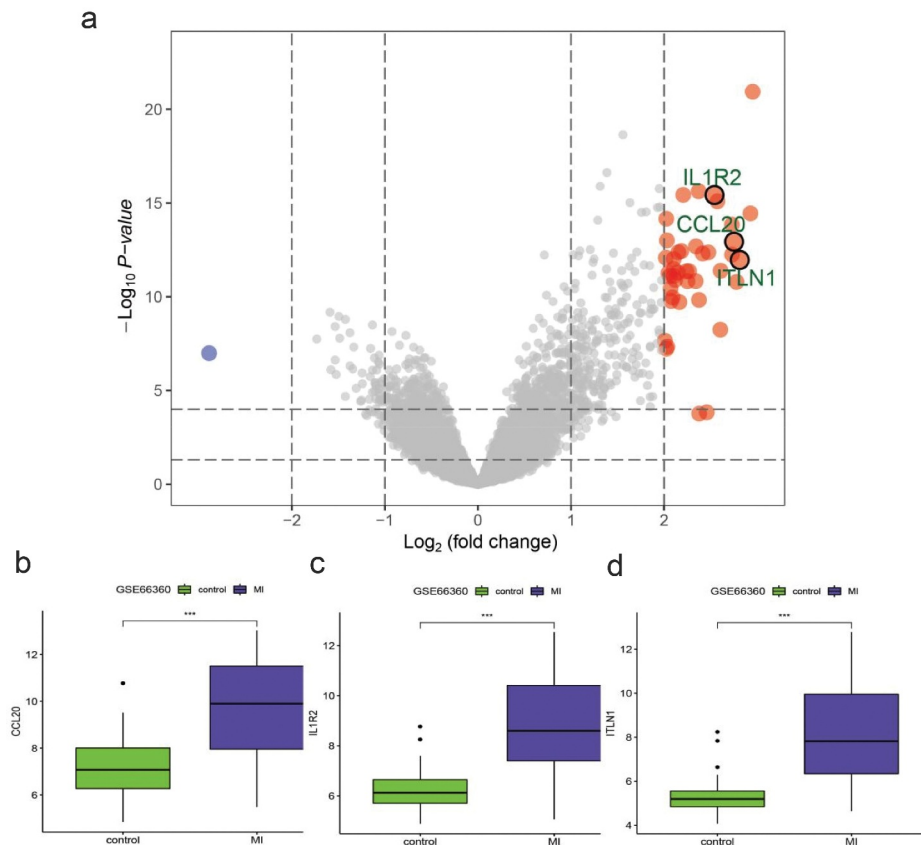 a
20
15
10
5
0
−Log10 P−value
IL1R2
CCL20
ITLN1
−2 −1 0 1 2
Log2 (fold change)
b
GSE66360 control MI
***
12
10
8
6
CCL20
control MI
c
GSE66360 control MI
***
12
10
8
6
IL1R2
control MI
d
GSE66360 control MI
***
12
10
8
6
4
ITLN1
control MI